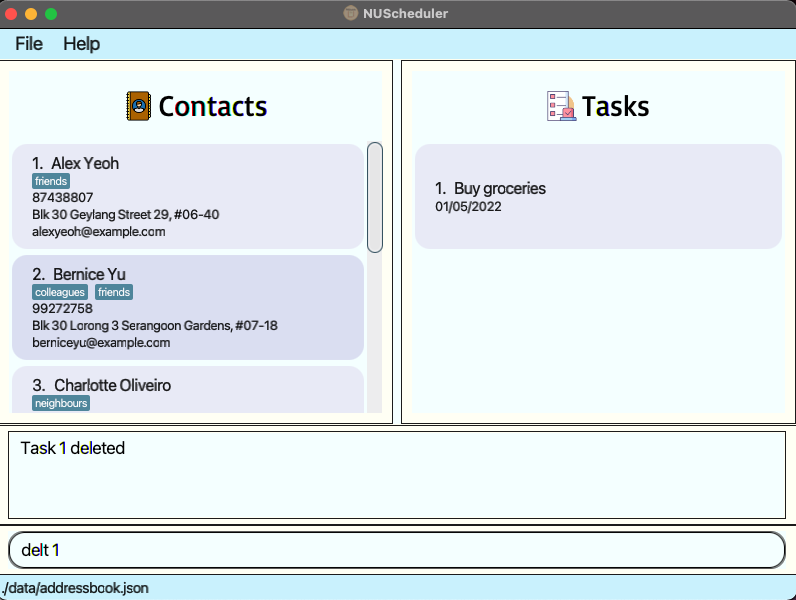 NUScheduler
File Help
Contacts
1. Alex Yeoh
friends
87438807
Blk 30 Geylang Street 29, #06-40
alexyeoh@example.com
2. Bernice Yu
colleagues friends
99272758
Blk 30 Lorong 3 Serangoon Gardens, #07-18
berniceyu@example.com
3. Charlotte Oliveiro
neighbours
Tasks
1. Buy groceries
01/05/2022
Task 1 deleted
delt 1
./data/addressbook.json